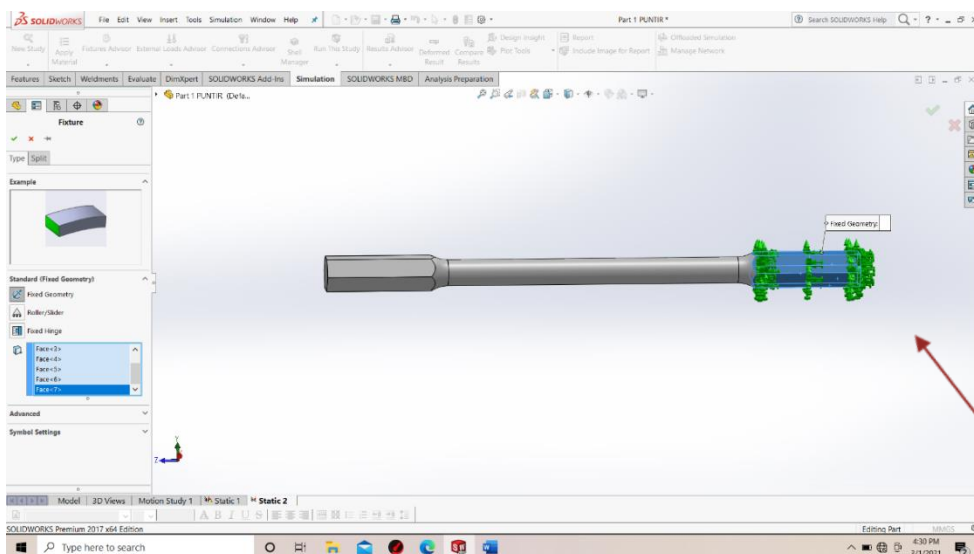 SOLIDWORKS File Edit View Insert Tools Simulation Window Help
Part 1 PUNTIR *
Search SOLIDWORKS Help
New Study
Apply Material
Fixtures Advisor
External Loads Advisor
Connections Advisor
Shell Manager
Run This Study
Results Advisor
Deformed Result
Compare Results
Design Insight
Plot Tools
Report
Include Image for Report
Offloaded Simulation
Manage Network
Features Sketch Weldments Evaluate DimXpert SOLIDWORKS Add-Ins Simulation SOLIDWORKS MBD Analysis Preparation
Part 1 PUNTIR (Defa...
Fixture
Type Split
Example
Fixed Geometry:
Standard (Fixed Geometry)
Fixed Geometry
Roller/Slider
Fixed Hinge
Face<3>
Face<4>
Face<5>
Face<6>
Face<7>
Advanced
Symbol Settings
Y
Z
Model 3D Views Motion Study 1 Static 1 Static 2
A B I U S
SOLIDWORKS Premium 2017 x64 Edition
Editing Part MMGS
Type here to search
4:30 PM
3/1/2021